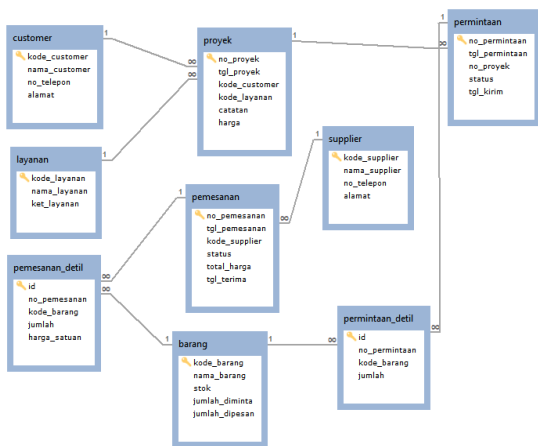 customer
kode_customer
nama_customer
no_telepon
alamat
1
∞
∞
proyek
no_proyek
tgl_proyek
kode_customer
kode_layanan
catatan
harga
1
∞
permintaan
no_permintaan
tgl_permintaan
no_proyek
status
tgl_kirim
1
layanan
kode_layanan
nama_layanan
ket_layanan
1
pemesanan
no_pemesanan
tgl_pemesanan
kode_supplier
status
total_harga
tgl_terima
1
∞
supplier
kode_supplier
nama_supplier
no_telepon
alamat
1
pemesanan_detil
id
no_pemesanan
kode_barang
jumlah
harga_satuan
∞
∞
barang
kode_barang
nama_barang
stok
jumlah_diminta
jumlah_dipesan
1
1
permintaan_detil
id
no_permintaan
kode_barang
jumlah
∞
∞